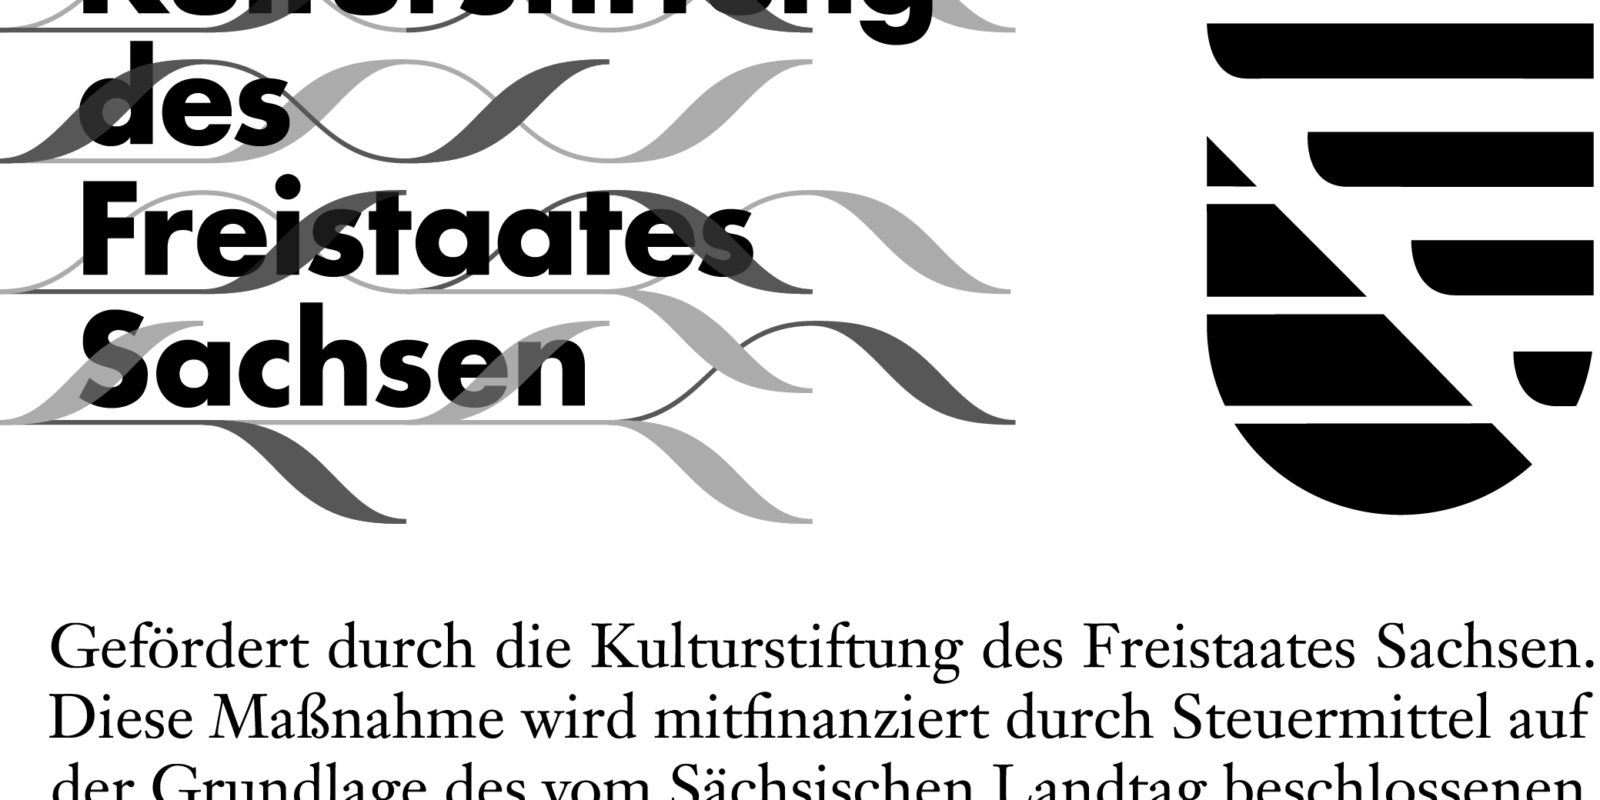 Kulturstiftung
des
Freistaates
Sachsen
Gefördert durch die Kulturstiftung des Freistaates Sachsen.
Diese Maßnahme wird mitfinanziert durch Steuermittel auf
der Grundlage des vom Sächsischen Landtag beschlossenen